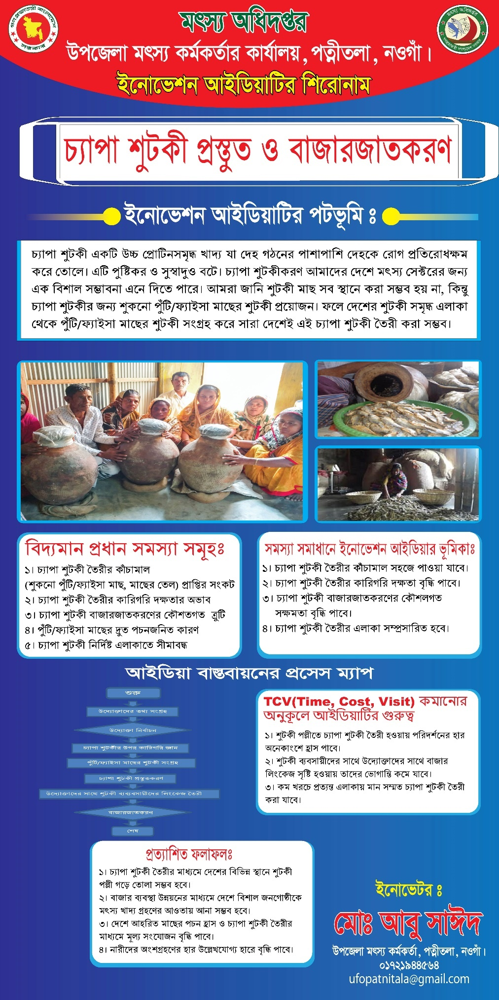 গণপ্রজাতন্ত্রী বাংলাদেশ
সরকার
মৎস্য অধিদপ্তর
মৎস্য অধিদপ্তর
গণপ্রজাতন্ত্রী বাংলাদেশ সরকার
উপজেলা মৎস্য কর্মকর্তার কার্যালয়, পত্নীতলা, নওগাঁ।
ইনোভেশন আইডিয়াটির শিরোনাম
চ্যাপা শুটকী প্রস্তুত ও বাজারজাতকরণ
ইনোভেশন আইডিয়াটির পটভূমি ঃ
চ্যাপা শুটকী একটি উচ্চ প্রোটিনসমৃদ্ধ খাদ্য যা দেহ গঠনের পাশাপাশি দেহকে রোগ প্রতিরোধক্ষম
করে তোলে। এটি পুষ্টিকর ও সুস্বাদুও বটে। চ্যাপা শুটকীকরণ আমাদের দেশে মৎস্য সেক্টরের জন্য
এক বিশাল সম্ভাবনা এনে দিতে পারে। আমরা জানি শুটকী মাছ সব স্থানে করা সম্ভব হয় না, কিন্তু
চ্যাপা শুটকীর জন্য শুকনো পুঁটি/ফ্যাইসা মাছের শুটকী প্রয়োজন। ফলে দেশের শুটকী সমৃদ্ধ এলাকা
থেকে পুঁটি/ফ্যাইসা মাছের শুটকী সংগ্রহ করে সারা দেশেই এই চ্যাপা শুটকী তৈরী করা সম্ভব।
বিদ্যমান প্রধান সমস্যা সমূহঃ
১। চ্যাপা শুটকী তৈরীর কাঁচামাল
(শুকনো পুঁটি/ফ্যাইসা মাছ, মাছের তেল) প্রাপ্তির সংকট
২। চ্যাপা শুটকী তৈরীর কারিগরি দক্ষতার অভাব
৩। চ্যাপা শুটকী বাজারজাতকরণের কৌশতগত ত্রুটি
৪। পুঁটি/ফ্যাইসা মাছের দ্রুত পচনজনিত কারণ
৫। চ্যাপা শুটকী নির্দিষ্ট এলাকাতে সীমাবদ্ধ
সমস্যা সমাধানে ইনোভেশন আইডিয়ার ভূমিকাঃ
১। চ্যাপা শুটকী তৈরীর কাঁচামাল সহজে পাওয়া যাবে।
২। চ্যাপা শুটকী তৈরীর কারিগরি দক্ষতা বৃদ্ধি পাবে।
৩। চ্যাপা শুটকী বাজারজাতকরণের কৌশলগত
সক্ষমতা বৃদ্ধি পাবে।
৪। চ্যাপা শুটকী তৈরীর এলাকা সম্প্রসারিত হবে।
আইডিয়া বাস্তবায়নের প্রসেস ম্যাপ
শুরু
উদ্যোক্তাদের তথ্য সংগ্রহ
উদ্যোক্তা নির্বাচন
চ্যাপা শুটকীর উপর কারিগরি জ্ঞান
পুঁটি/ফ্যাইসা মাছের শুটকী সংগ্রহ
চ্যাপা শুটকী প্রস্তুতকরণ
উদ্যোক্তাদের সাথে শুটকী ব্যবসায়ীদের লিংকেজ তৈরী
বাজারজাতকরণ
শেষ
TCV(Time, Cost, Visit) কমানোর
অনুকূলে আইডিয়াটির গুরুত্ব
১। শুটকী পল্লীতে চ্যাপা শুটকী তৈরী হওয়ায় পরিদর্শনের হার
অনেকাংশে হ্রাস পাবে।
২। শুটকী ব্যবসায়ীদের সাথে উদ্যোক্তাদের সাথে বাজার
লিংকেজ সৃষ্টি হওয়ায় তাদের ভোগান্তি কমে যাবে।
৩। কম খরচে প্রত্যন্ত এলাকায় মান সম্মত চ্যাপা শুটকী তৈরী
করা যাবে।
প্রত্যাশিত ফলাফলঃ
১। চ্যাপা শুটকী তৈরীর মাধ্যমে দেশের বিভিন্ন স্থানে শুটকী
পল্লী গড়ে তোলা সম্ভব হবে।
২। বাজার ব্যবস্থা উন্নয়নের মাধ্যমে দেশে বিশাল জনগোষ্ঠীকে
মৎস্য খাদ্য গ্রহণের আওতায় আনা সম্ভব হবে।
৩। দেশে আহরিত মাছের পচন হ্রাস ও চ্যাপা শুটকী তৈরীর
মাধ্যমে মূল্য সংযোজন বৃদ্ধি পাবে।
৪। নারীদের অংশগ্রহণের হার উল্লেখযোগ্য হারে বৃদ্ধি পাবে।
ইনোভেটর ঃ
মোঃ আবু সাঈদ
উপজেলা মৎস্য কর্মকর্তা, পত্নীতলা, নওগাঁ।
০১৭২১৯৪৪৫৬৪
ufopatnitala@gmail.com